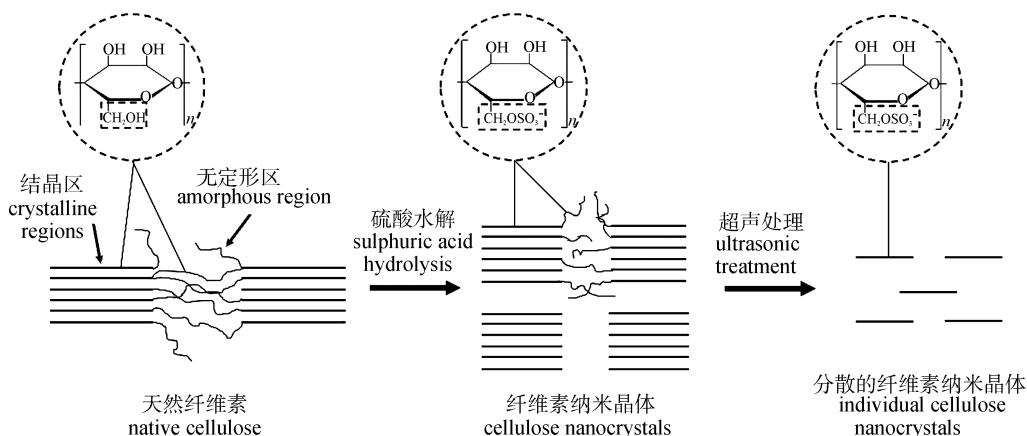 OH OH
O
O
CH₂OH
n
OH OH
O
O
CH₂OSO₃⁻
n
OH OH
O
O
CH₂OSO₃⁻
n
结晶区
crystalline
regions
无定形区
amorphous region
硫酸水解
sulphuric acid
hydrolysis
超声处理
ultrasonic
treatment
天然纤维素
native cellulose
纤维素纳米晶体
cellulose nanocrystals
分散的纤维素纳米晶体
individual cellulose
nanocrystals